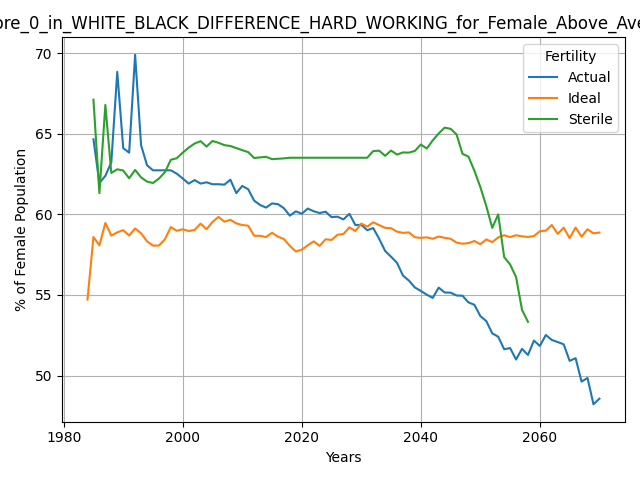 ore_0_in_WHITE_BLACK_DIFFERENCE_HARD_WORKING_for_Female_Above_Ave
Fertility
Actual
Ideal
Sterile
% of Female Population
70
65
60
55
50
1980
2000
2020
2040
2060
Years